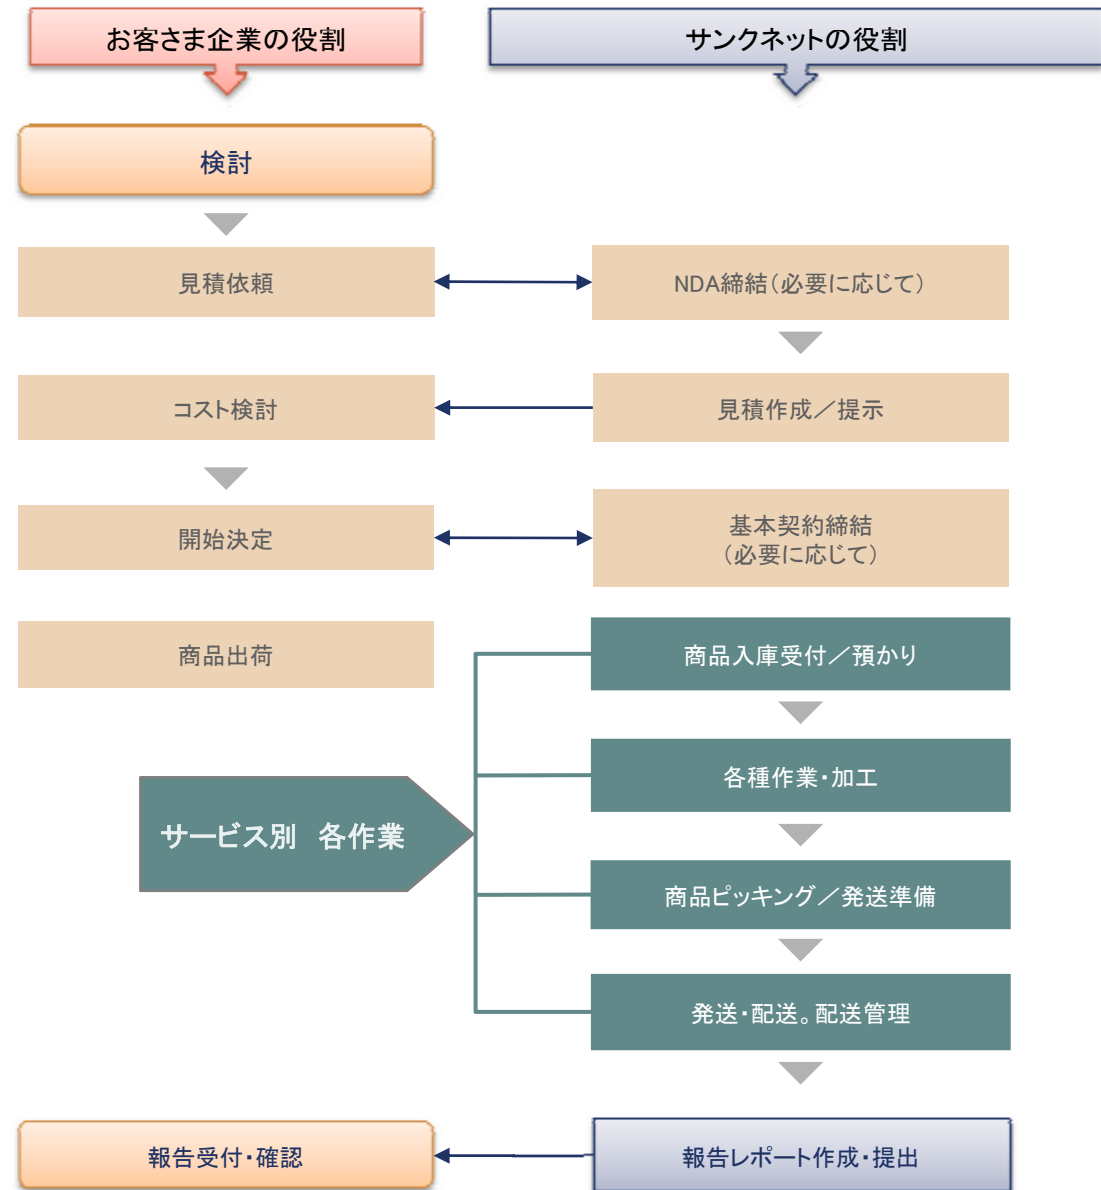 お客さま企業の役割
サンクネットの役割
検討
見積依頼
NDA締結(必要に応じて)
コスト検討
見積作成／提示
開始決定
基本契約締結
(必要に応じて)
商品出荷
商品入庫受付／預かり
各種作業・加工
サービス別　各作業
商品ピッキング／発送準備
発送・配送。配送管理
報告受付・確認
報告レポート作成・提出